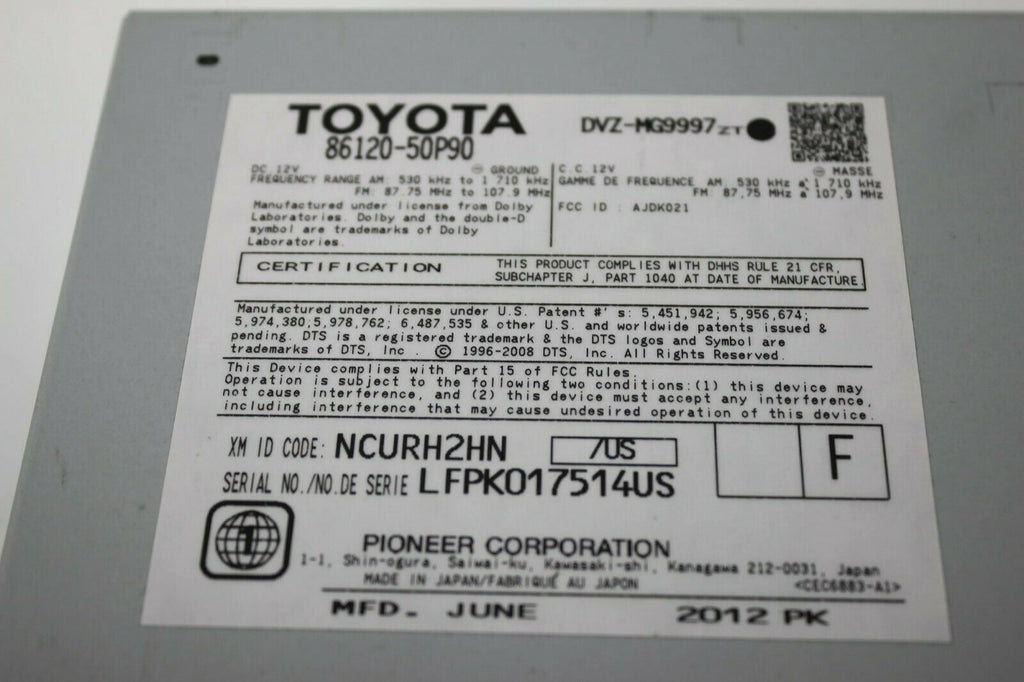 TOYOTA
86120-50P90
DVZ-MG9997ZT
DC 12V ⊖ GROUND
FREQUENCY RANGE AM: 530 kHz to 1 710 kHz
FM: 87.75 MHz to 107.9 MHz
Manufactured under license from Dolby
Laboratories. Dolby and the double-D
symbol are trademarks of Dolby
Laboratories.
C.C. 12V ⊖ MASSE
GAMME DE FREQUENCE AM: 530 kHz à 1 710 kHz
FM: 87,75 MHz à 107,9 MHz
FCC ID : AJDK021
CERTIFICATION
THIS PRODUCT COMPLIES WITH DHHS RULE 21 CFR,
SUBCHAPTER J, PART 1040 AT DATE OF MANUFACTURE.
Manufactured under license under U.S. Patent #'s: 5,451,942; 5,956,674;
5,974,380;5,978,762; 6,487,535 & other U.S. and worldwide patents issued &
pending. DTS is a registered trademark & the DTS logos and Symbol are
trademarks of DTS, Inc. © 1996-2008 DTS, Inc. All Rights Reserved.
This Device complies with Part 15 of FCC Rules.
Operation is subject to the following two conditions:(1) this device may
not cause interference, and (2) this device must accept any interference,
including interference that may cause undesired operation of this device.
XM ID CODE: NCURH2HN /US
SERIAL NO./NO.DE SERIE LFPK017514US
F
1
PIONEER CORPORATION
1-1, Shin-ogura, Saiwai-ku, Kawasaki-shi, Kanagawa 212-0031, Japan
MADE IN JAPAN/FABRIQUÉ AU JAPON <CEC6883-A1>
MFD. JUNE 2012 PK